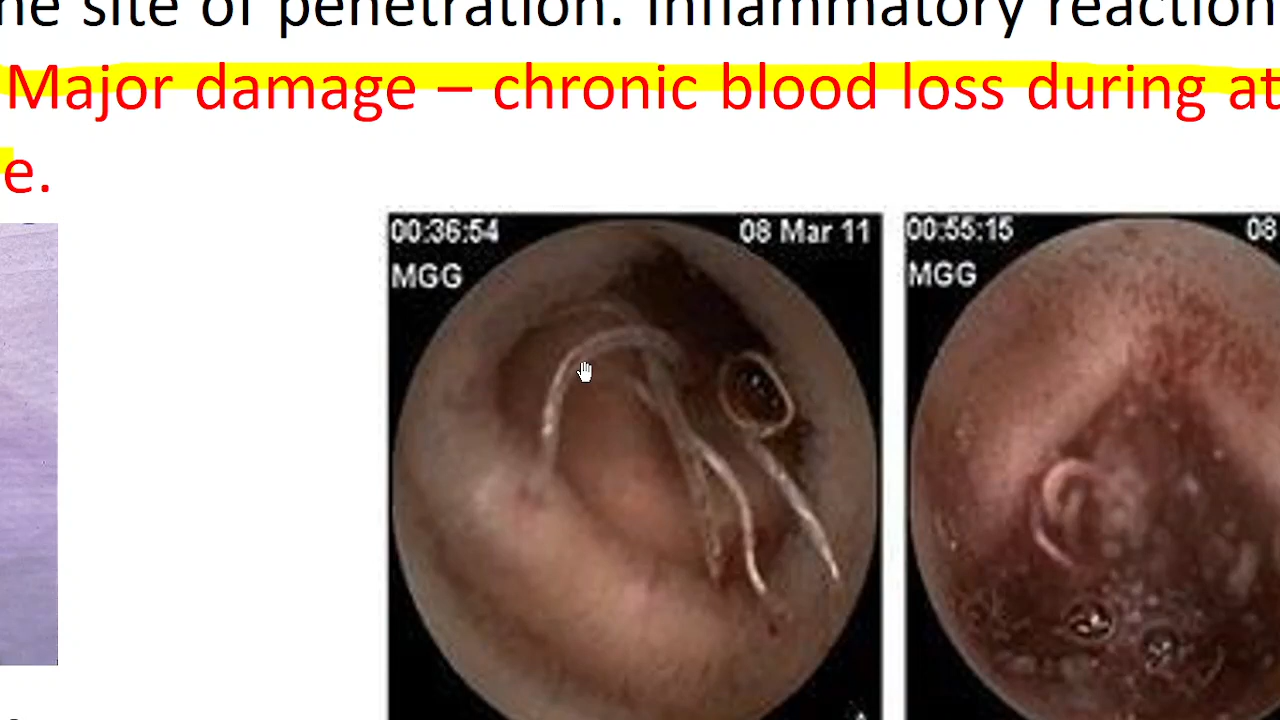 he site of penetration. Inflammatory reaction
Major damage – chronic blood loss during at
e.
00:36:54 08 Mar 11
MGG
00:55:15 08
MGG